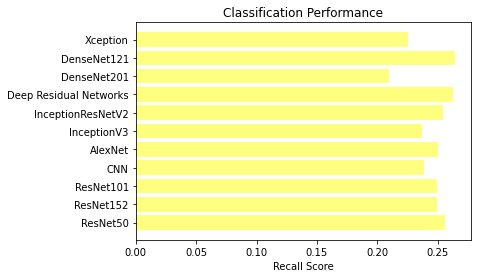 Classification Performance
Xception
DenseNet121
DenseNet201
Deep Residual Networks
InceptionResNetV2
InceptionV3
AlexNet
CNN
ResNet101
ResNet152
ResNet50
0.00 0.05 0.10 0.15 0.20 0.25
Recall Score